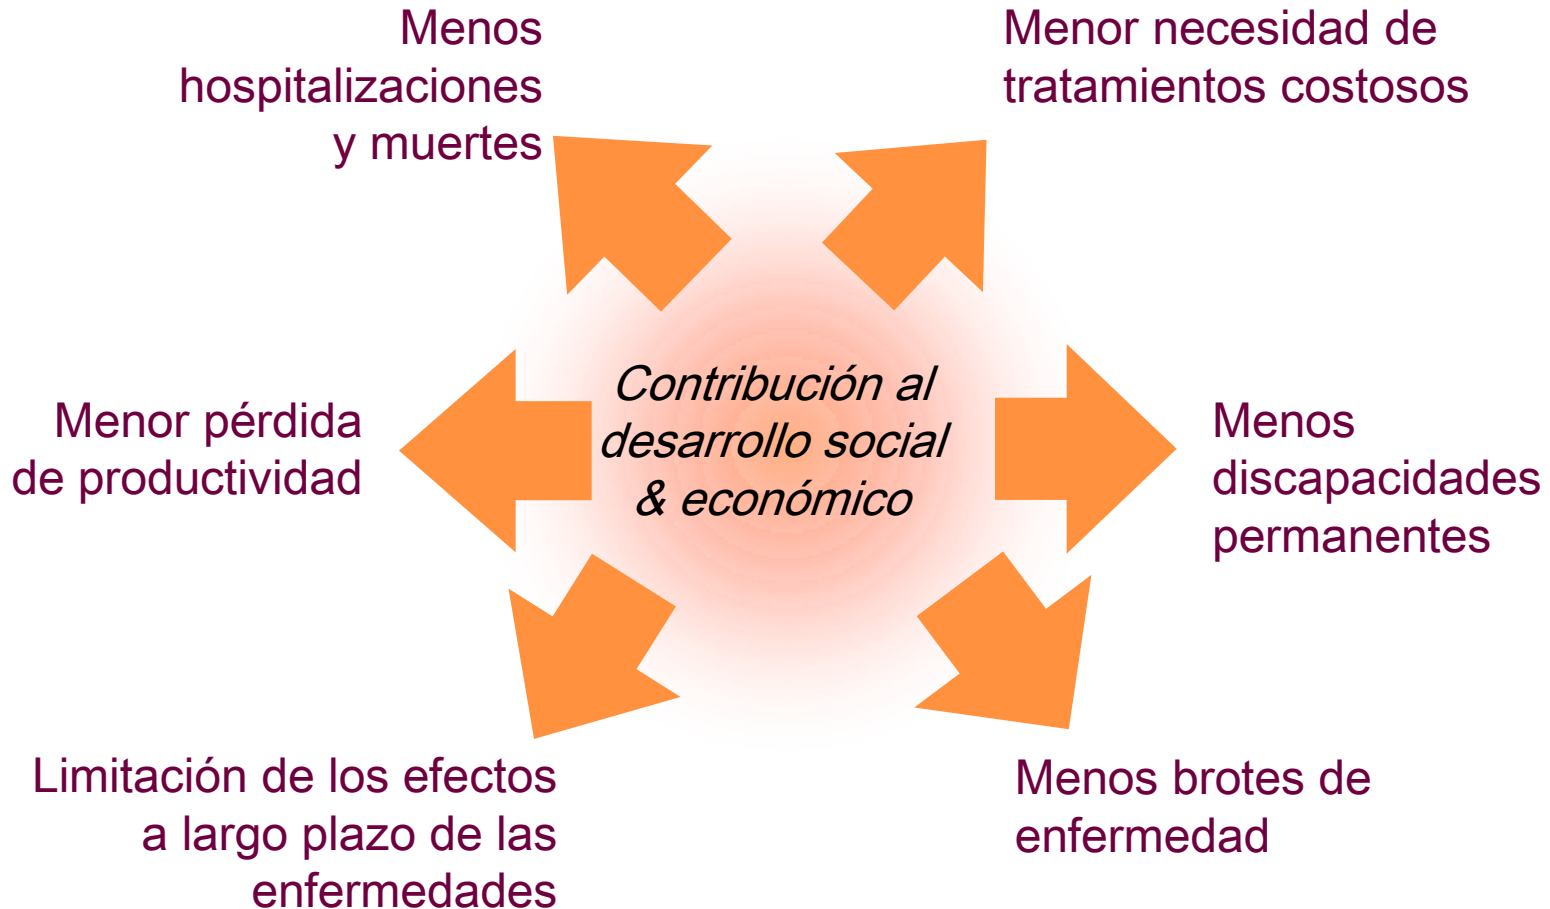 Menos
hospitalizaciones
y muertes
Menor necesidad de
tratamientos costosos
Contribución al
desarrollo social
& económico
Menor pérdida
de productividad
Menos
discapacidades
permanentes
Limitación de los efectos
a largo plazo de las
enfermedades
Menos brotes de
enfermedad